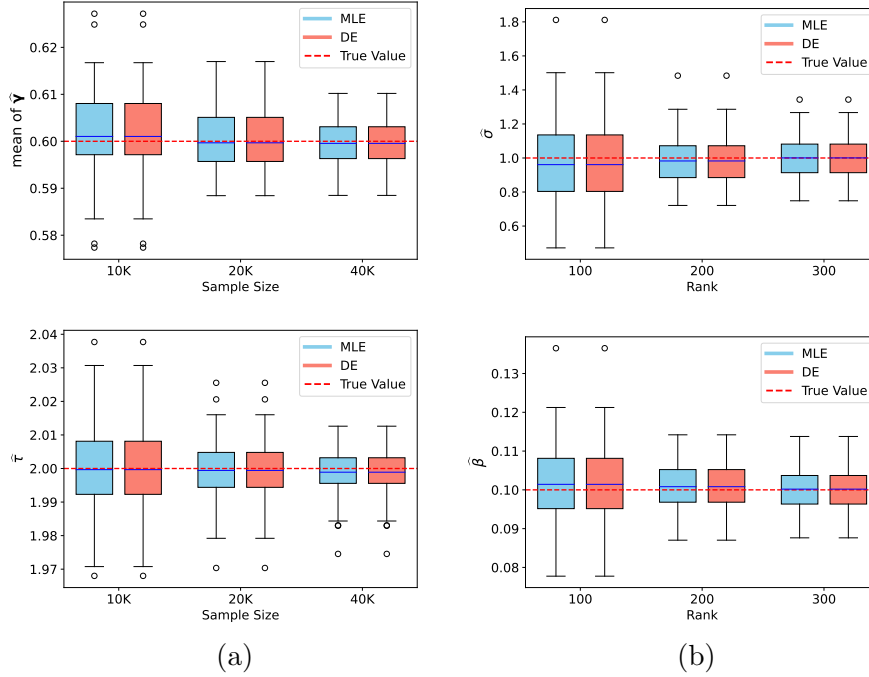 mean of γ̂
0.62
0.61
0.60
0.59
0.58
10K
20K
40K
Sample Size
MLE
DE
True Value
σ̂
1.8
1.6
1.4
1.2
1.0
0.8
0.6
100
200
300
Rank
MLE
DE
True Value
τ̂
2.04
2.03
2.02
2.01
2.00
1.99
1.98
1.97
10K
20K
40K
Sample Size
MLE
DE
True Value
β̂
0.13
0.12
0.11
0.10
0.09
0.08
100
200
300
Rank
MLE
DE
True Value
(a)
(b)